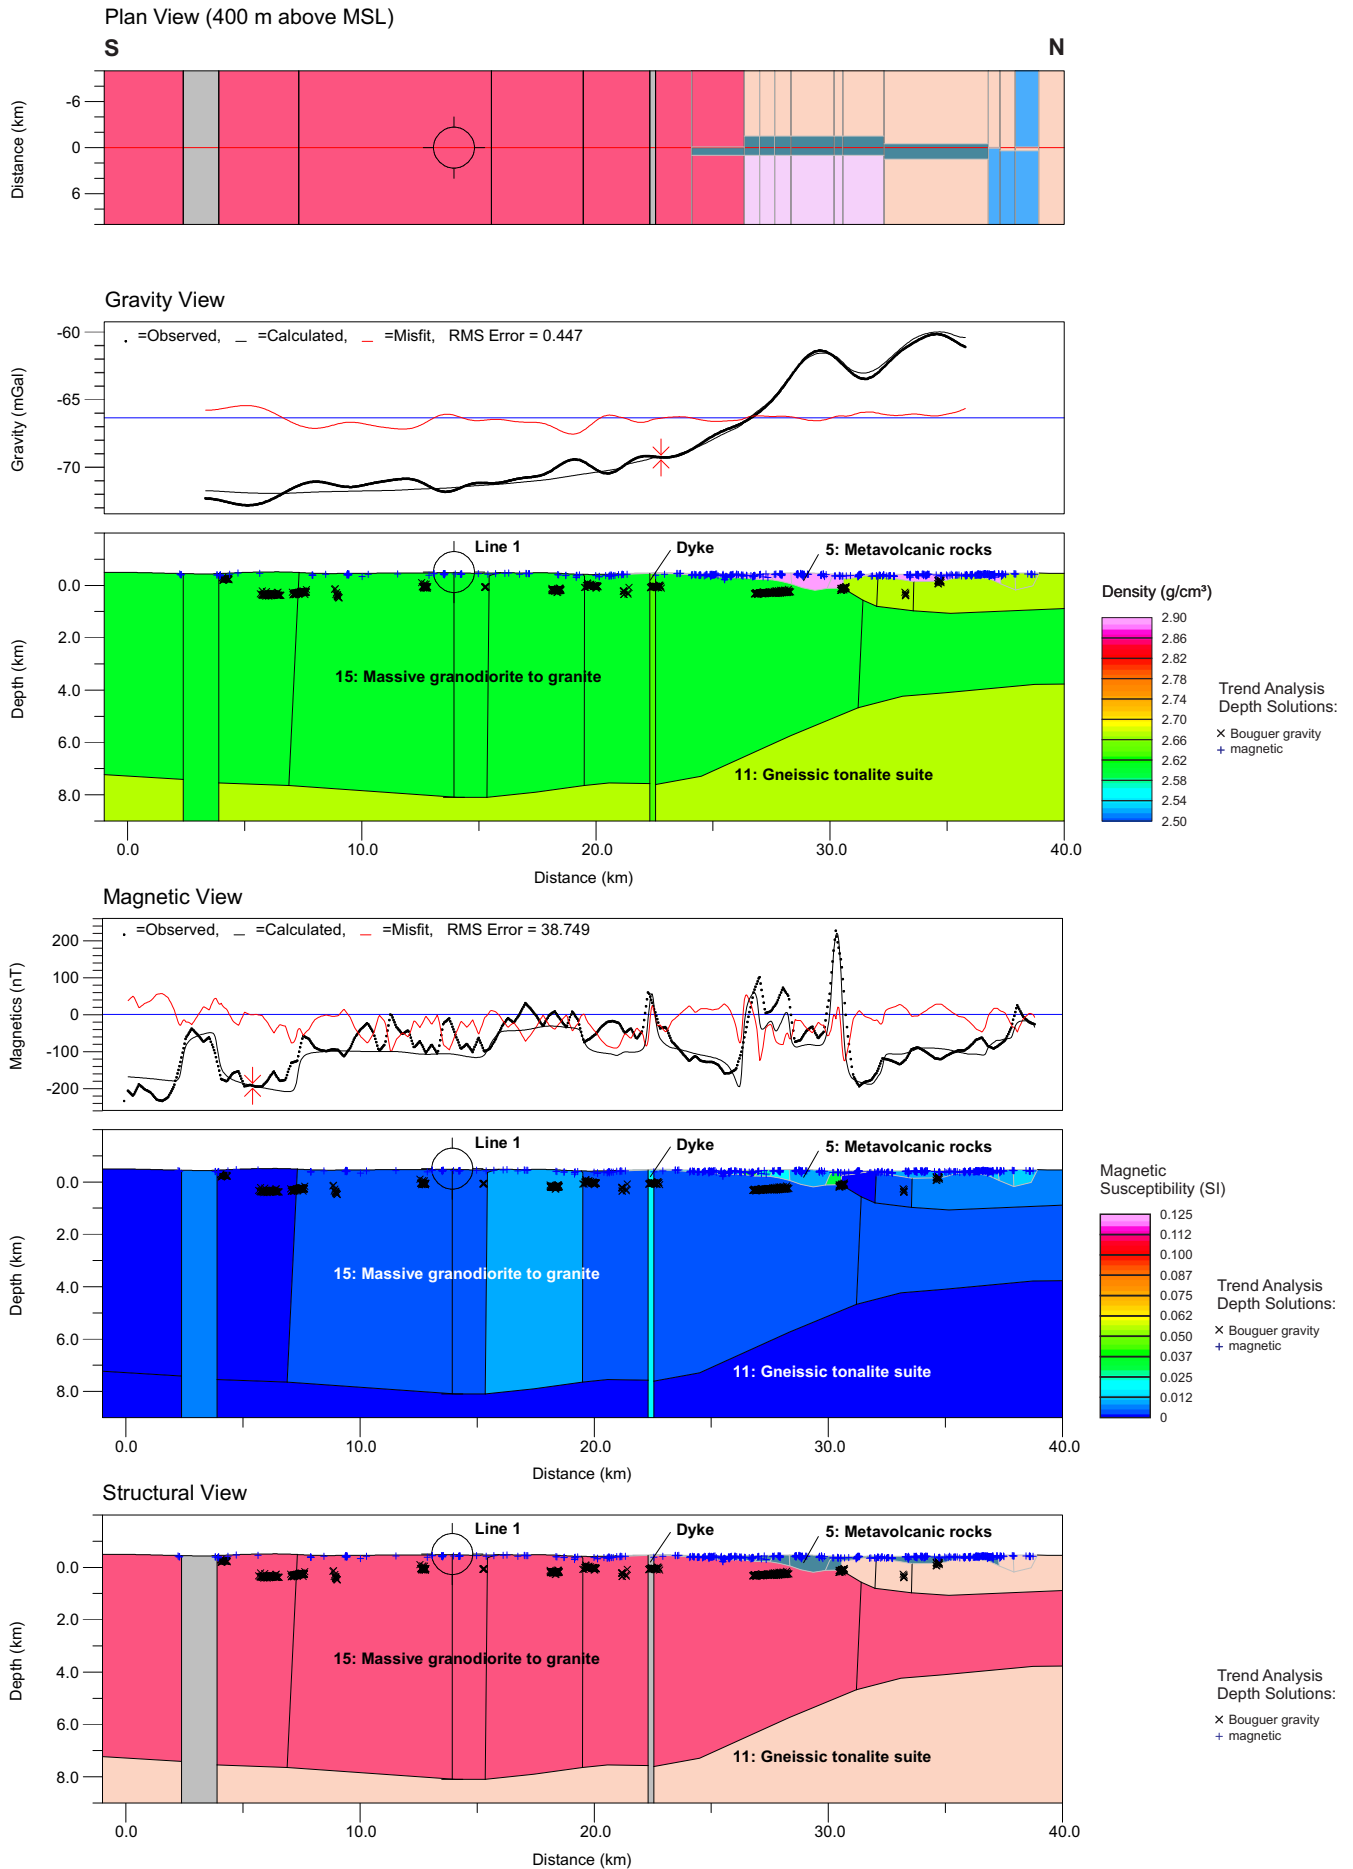 Plan View (400 m above MSL)
S N
Distance (km)
-6
0
6
Gravity View
. =Observed, — =Calculated, — =Misfit, RMS Error = 0.447
Gravity (mGal)
-60
-65
-70
Line 1
Dyke
5: Metavolcanic rocks
15: Massive granodiorite to granite
11: Gneissic tonalite suite
Depth (km)
0.0
2.0
4.0
6.0
8.0
0.0 10.0 20.0 30.0 40.0
Distance (km)
Density (g/cm³)
2.90
2.86
2.82
2.78
2.74
2.70
2.66
2.62
2.58
2.54
2.50
Trend Analysis
Depth Solutions:
× Bouguer gravity
+ magnetic
Magnetic View
. =Observed, — =Calculated, — =Misfit, RMS Error = 38.749
Magnetics (nT)
200
100
0
-100
-200
Line 1
Dyke
5: Metavolcanic rocks
15: Massive granodiorite to granite
11: Gneissic tonalite suite
Depth (km)
0.0
2.0
4.0
6.0
8.0
0.0 10.0 20.0 30.0 40.0
Distance (km)
Magnetic
Susceptibility (SI)
0.125
0.112
0.100
0.087
0.075
0.062
0.050
0.037
0.025
0.012
0
Trend Analysis
Depth Solutions:
× Bouguer gravity
+ magnetic
Structural View
Line 1
Dyke
5: Metavolcanic rocks
15: Massive granodiorite to granite
11: Gneissic tonalite suite
Depth (km)
0.0
2.0
4.0
6.0
8.0
0.0 10.0 20.0 30.0 40.0
Distance (km)
Trend Analysis
Depth Solutions:
× Bouguer gravity
+ magnetic